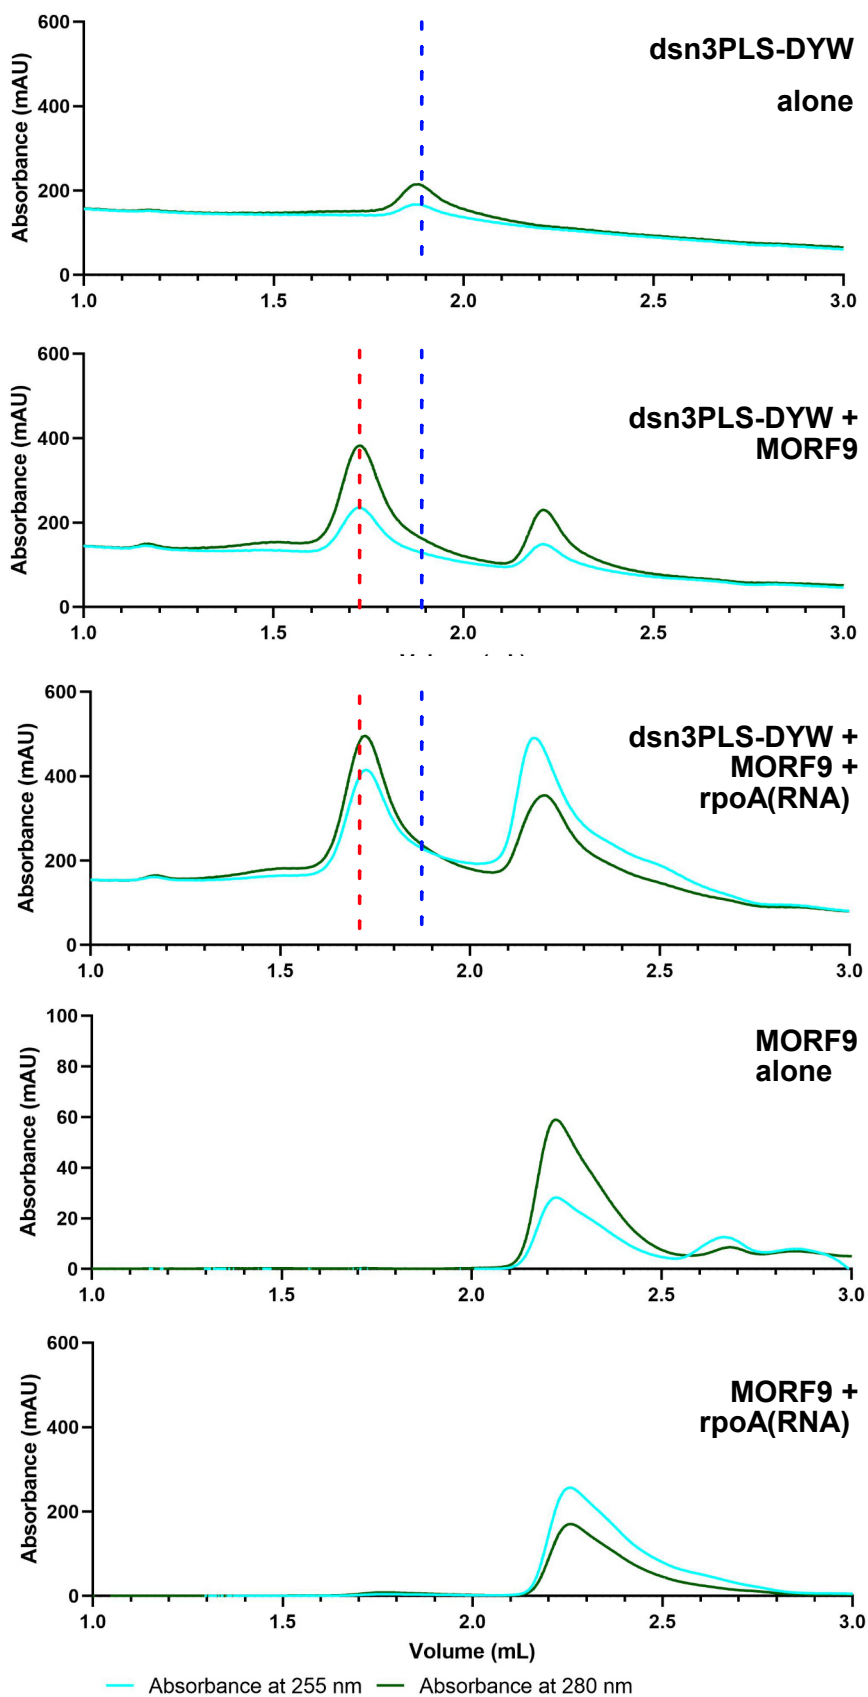 600
400
200
0
Absorbance (mAU)
dsn3PLS-DYW
alone
1.0 1.5 2.0 2.5 3.0
600
400
200
0
Absorbance (mAU)
dsn3PLS-DYW +
MORF9
1.0 1.5 2.0 2.5 3.0
600
400
200
0
Absorbance (mAU)
dsn3PLS-DYW +
MORF9 +
rpoA(RNA)
1.0 1.5 2.0 2.5 3.0
100
80
60
40
20
0
Absorbance (mAU)
MORF9
alone
1.0 1.5 2.0 2.5 3.0
600
400
200
0
Absorbance (mAU)
MORF9 +
rpoA(RNA)
1.0 1.5 2.0 2.5 3.0
Volume (mL)
Absorbance at 255 nm Absorbance at 280 nm